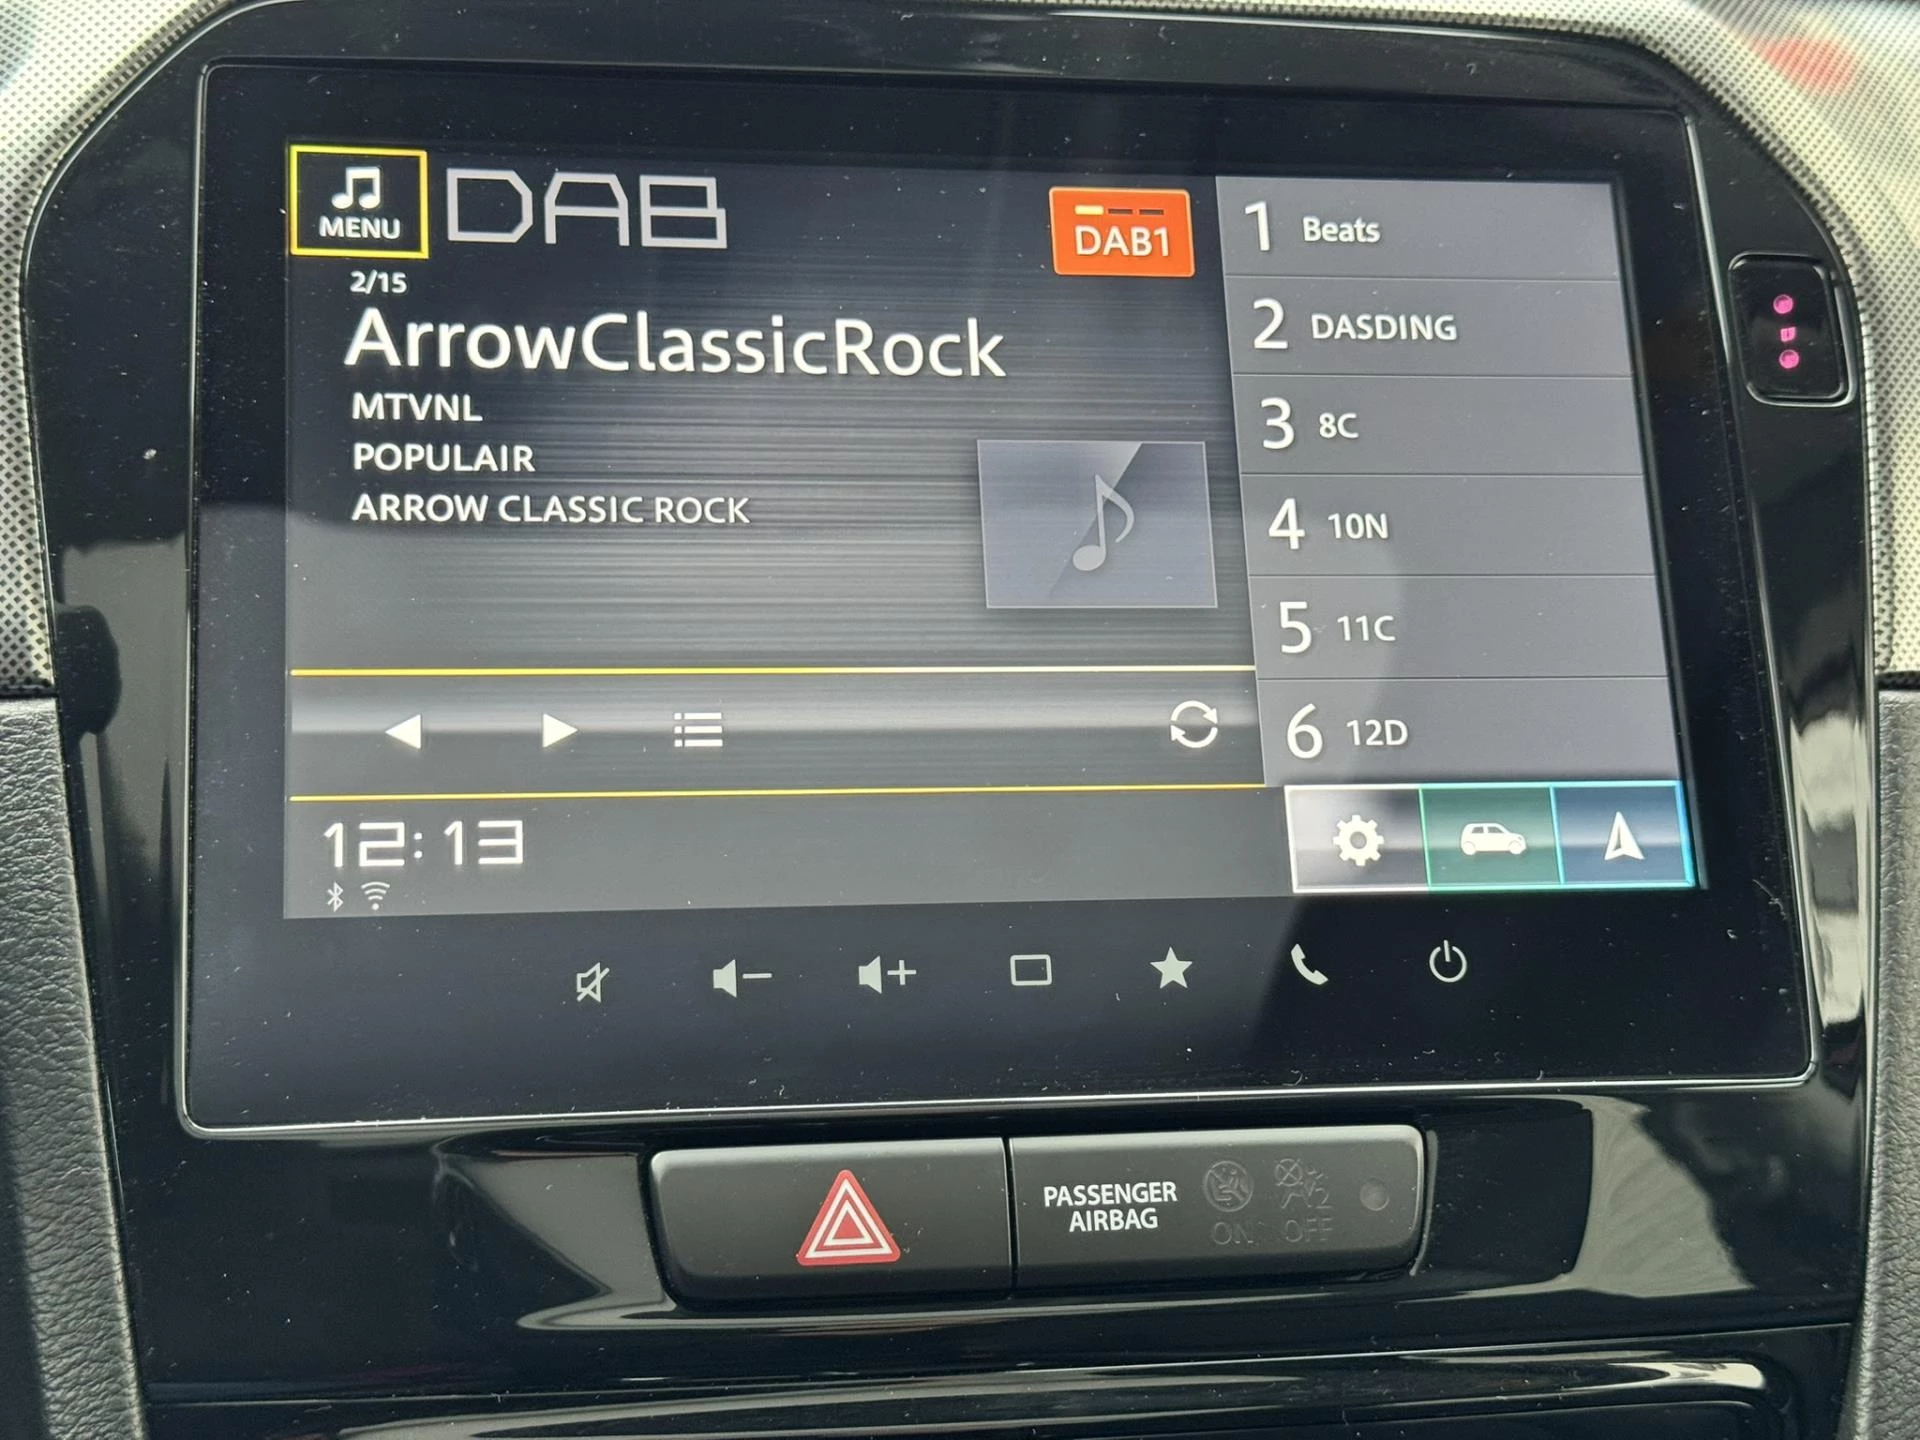 MENU
DAB
DAB1
2/15
ArrowClassicRock
MTVNL
POPULAIR
ARROW CLASSIC ROCK
1 Beats
2 DASDING
3 8C
4 10N
5 11C
6 12D
12:13
PASSENGER
AIRBAG
ON OFF
2